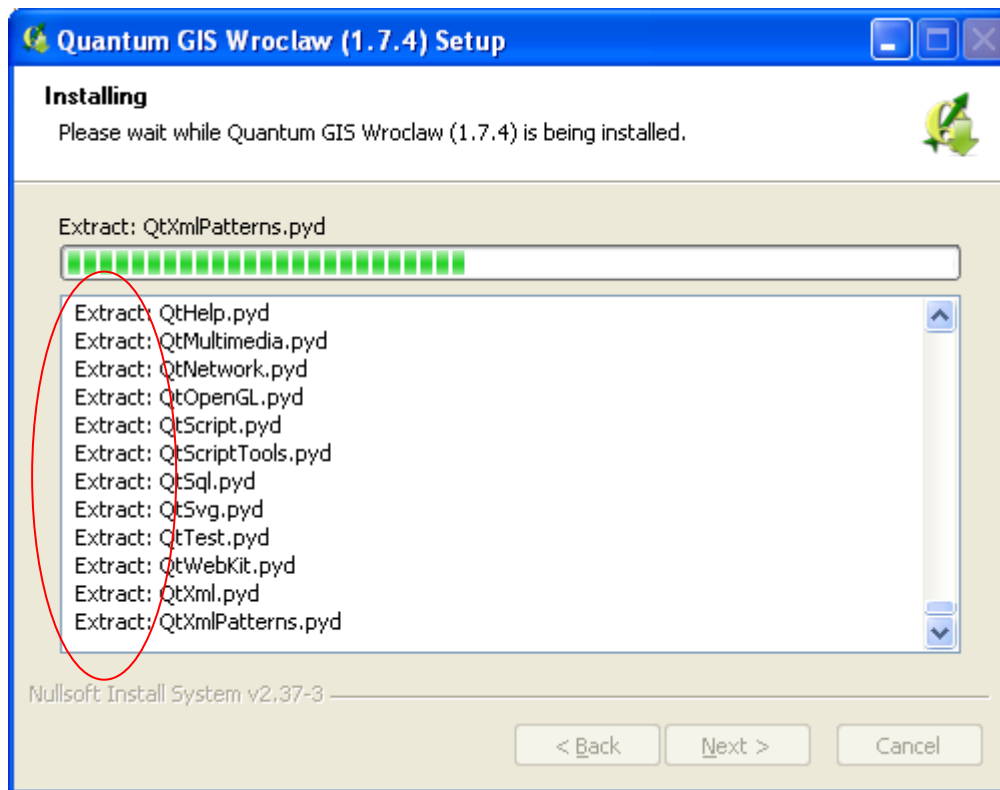 Quantum GIS Wroclaw (1.7.4) Setup
Installing
Please wait while Quantum GIS Wroclaw (1.7.4) is being installed.
Extract: QtXmlPatterns.pyd
Extract: QtHelp.pyd
Extract: QtMultimedia.pyd
Extract: QtNetwork.pyd
Extract: QtOpenGL.pyd
Extract: QtScript.pyd
Extract: QtScriptTools.pyd
Extract: QtSql.pyd
Extract: QtSvg.pyd
Extract: QtTest.pyd
Extract: QtWebKit.pyd
Extract: QtXml.pyd
Extract: QtXmlPatterns.pyd
Nullsoft Install System v2.37-3
< Back Next > Cancel